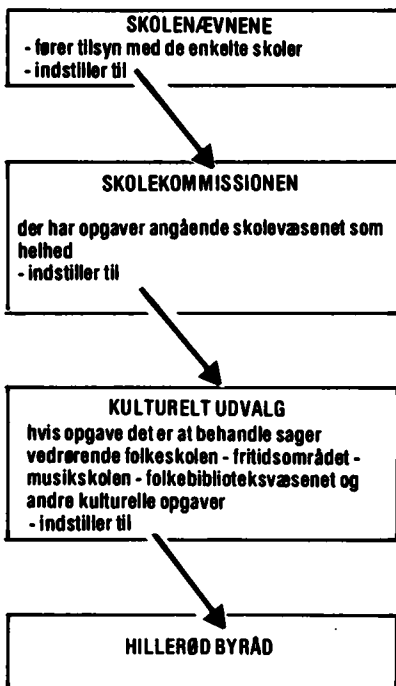 SKOLENÆVNENE
- fører tilsyn med de enkelte skoler
- indstiller til
SKOLEKOMMISSIONEN
der har opgaver angående skolevæsenet som
helhed
- indstiller til
KULTURELT UDVALG
hvis opgave det er at behandle sager
vedrørende folkeskolen - fritidsområdet -
musikskolen - folkebiblioteksvæsenet og
andre kulturelle opgaver
- indstiller til
HILLERØD BYRÅD